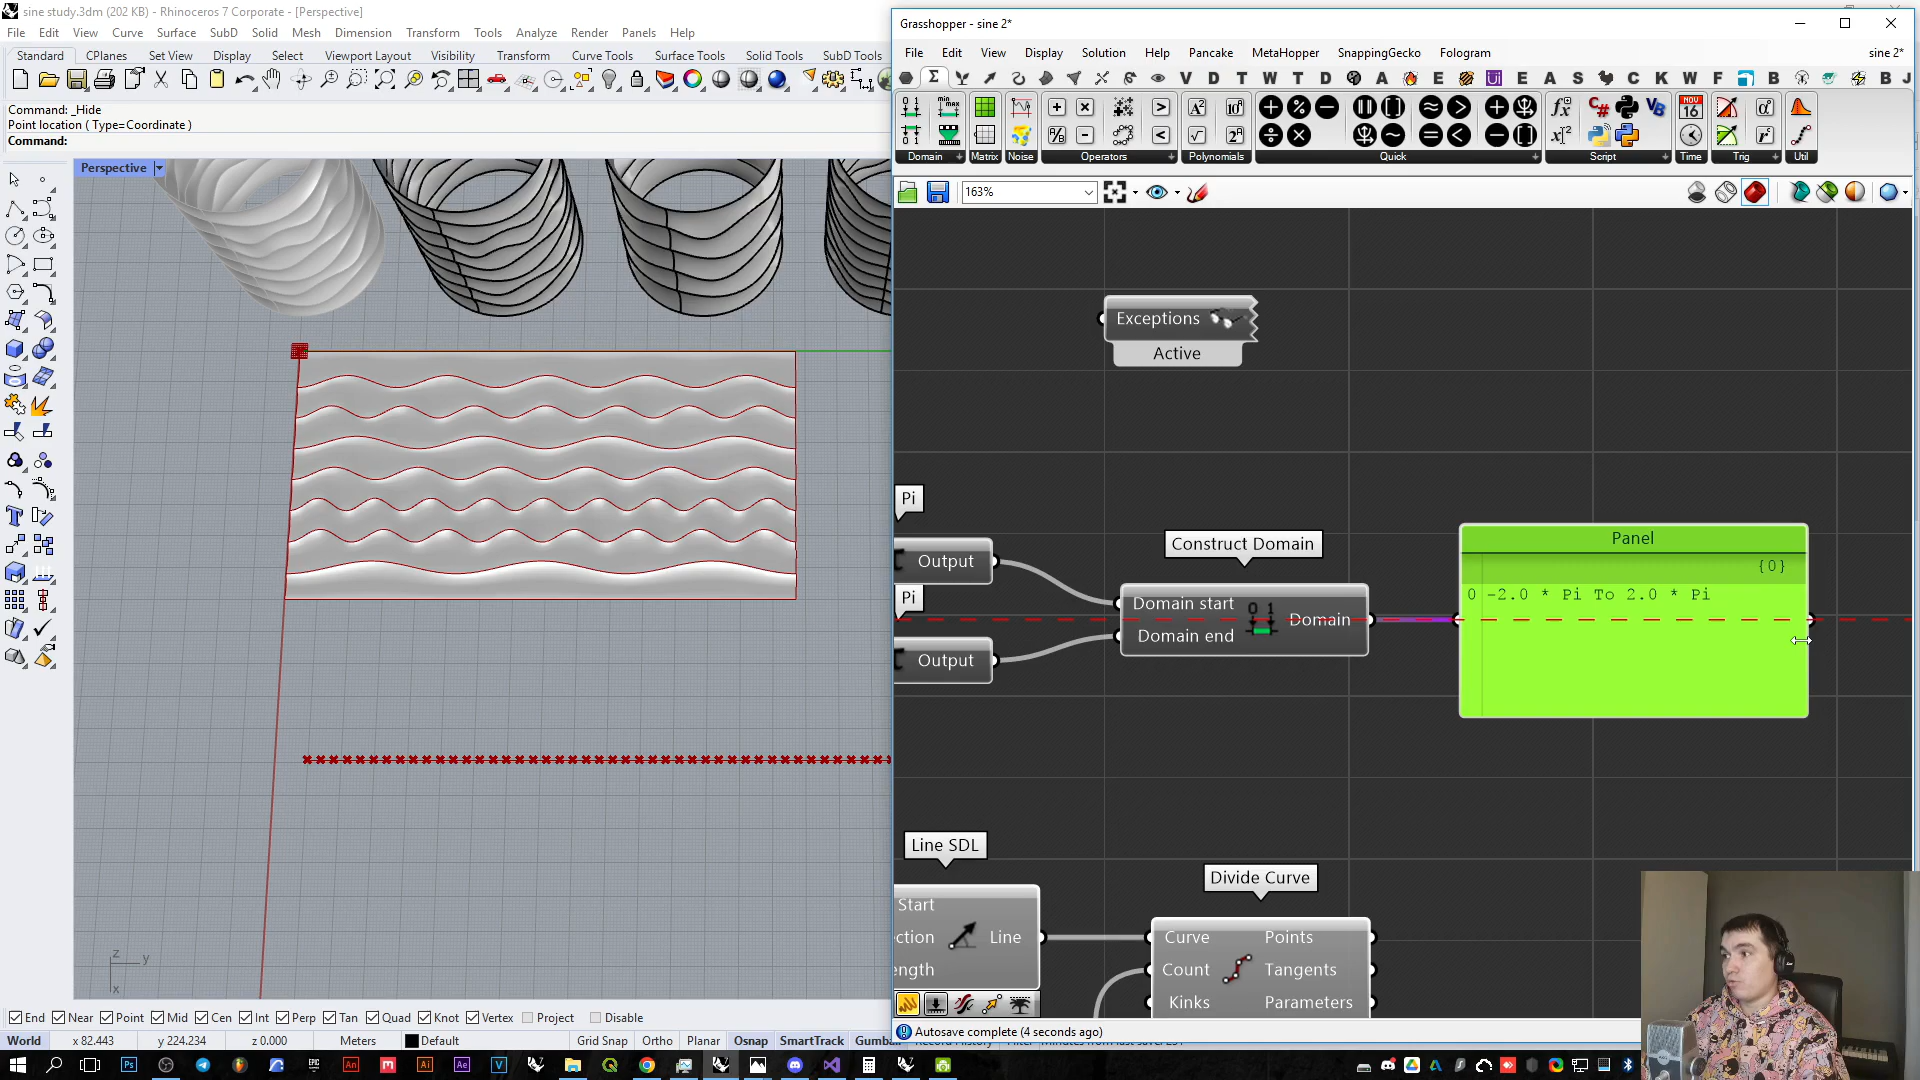 sine study.3dm (202 KB) - Rhinoceros 7 Corporate - [Perspective]
File Edit View Curve Surface SubD Solid Mesh Dimension Transform Tools Analyze Render Panels Help
Standard CPlanes Set View Display Select Viewport Layout Visibility Transform Curve Tools Surface Tools Solid Tools SubD Tools
Command: _Hide
Point location ( Type=Coordinate )
Command:
Perspective
z
y
x
End Near Point Mid Cen Int Perp Tan Quad Knot Vertex Project Disable
World x 82.443 y 224.234 z 0.000 Meters Default Grid Snap Ortho Planar Osnap SmartTrack Gumball
Grasshopper - sine 2*
File Edit View Display Solution Help Pancake MetaHopper SnappingGecko Fologram sine 2*
Domain Matrix Noise Operators Polynomials Quick Script Time Trig Util
163%
Exceptions
Active
Pi
Output
Pi
Output
Construct Domain
Domain start
Domain end
Domain
Panel
{0}
0 -2.0 * Pi To 2.0 * Pi
Line SDL
Start
ection
ength
Line
Divide Curve
Curve
Count
Kinks
Points
Tangents
Parameters
Autosave complete (4 seconds ago)